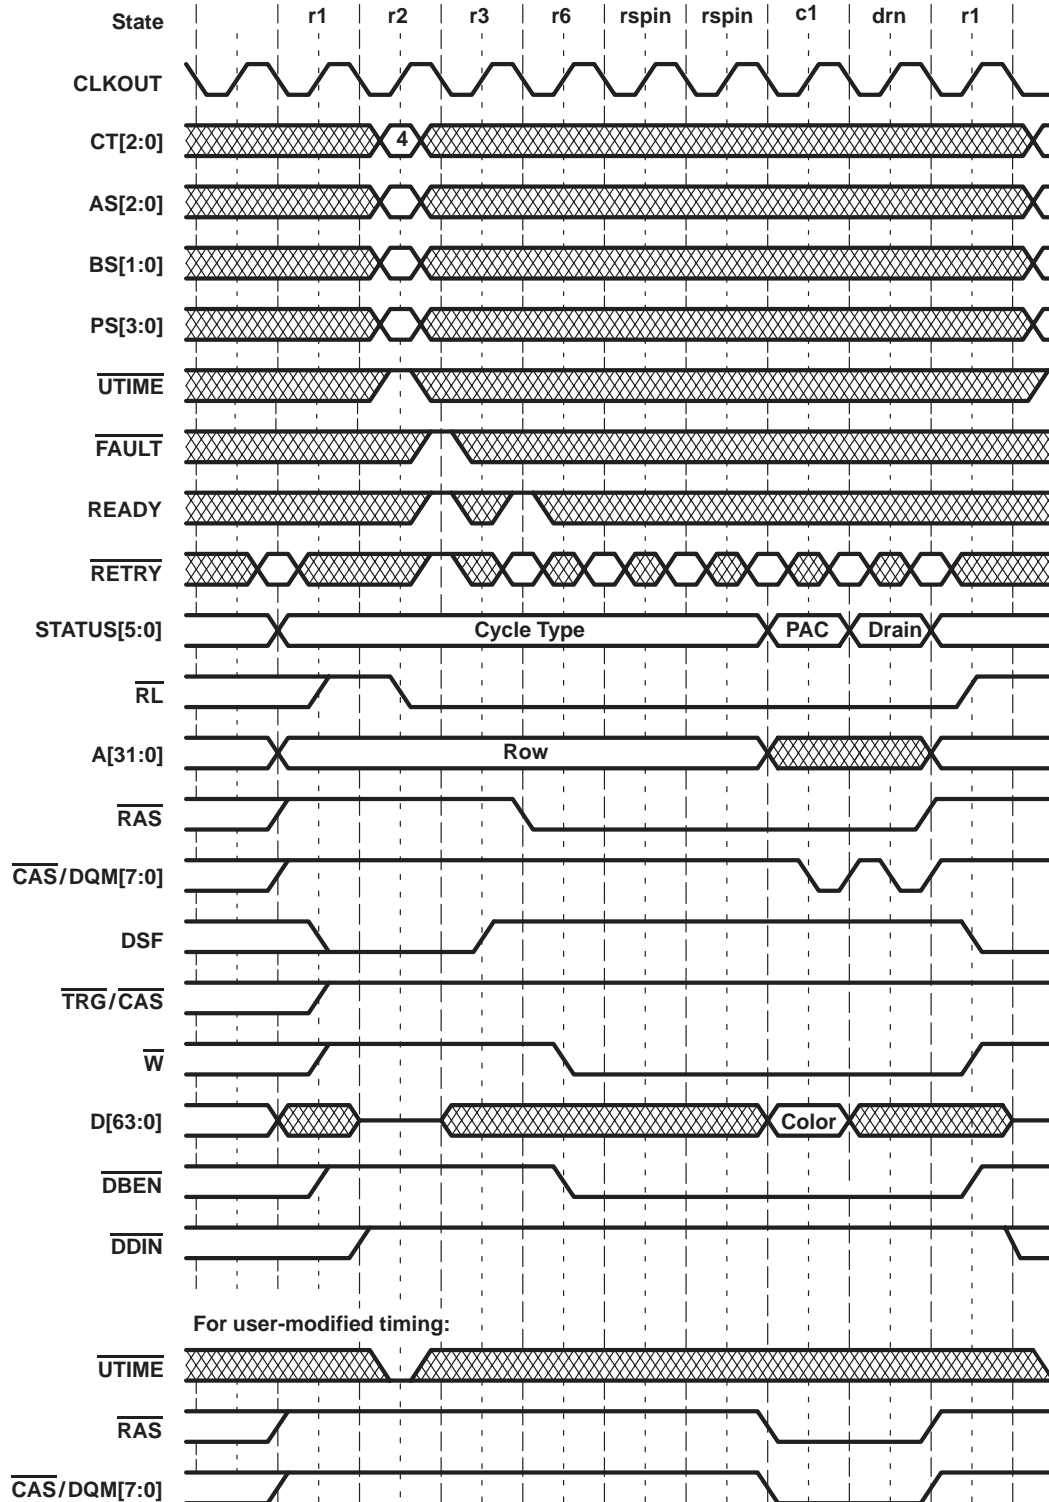 State r1 r2 r3 r6 rspin rspin c1 drn r1
CLKOUT
CT[2:0] 4
AS[2:0]
BS[1:0]
PS[3:0]
UTIME
FAULT
READY
RETRY
STATUS[5:0] Cycle Type PAC Drain
RL
A[31:0] Row
RAS
CAS/DQM[7:0]
DSF
TRG/CAS
W
D[63:0] Color
DBEN
DDIN
For user-modified timing:
UTIME
RAS
CAS/DQM[7:0]